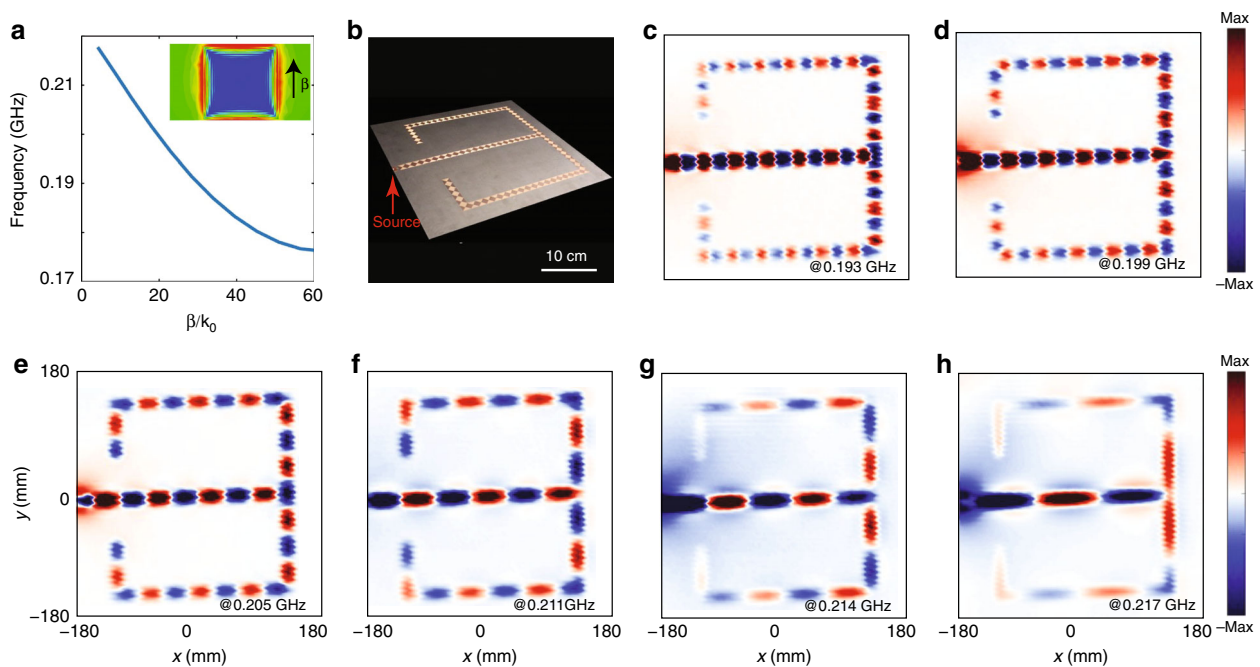 a
b
c
d
0.21
0.19
0.17
Frequency (GHz)
0
20
40
60
β/k0
β
Source
10 cm
@0.193 GHz
@0.199 GHz
Max
–Max
e
f
g
h
180
0
-180
y (mm)
@0.205 GHz
@0.211GHz
@0.214 GHz
@0.217 GHz
−180
0
180
−180
0
180
−180
0
180
−180
0
180
x (mm)
x (mm)
x (mm)
x (mm)
Max
−Max